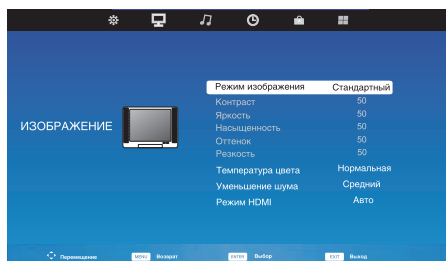 Режим изображения Стандартный
Контраст 50
Яркость 50
Насыщенность 50
Оттенок 50
Резкость 50
Температура цвета Нормальная
Уменьшение шума Средний
Режим HDMI Авто
ИЗОБРАЖЕНИЕ
Перемещение MENU Возврат ENTER Выбор EXIT Выход